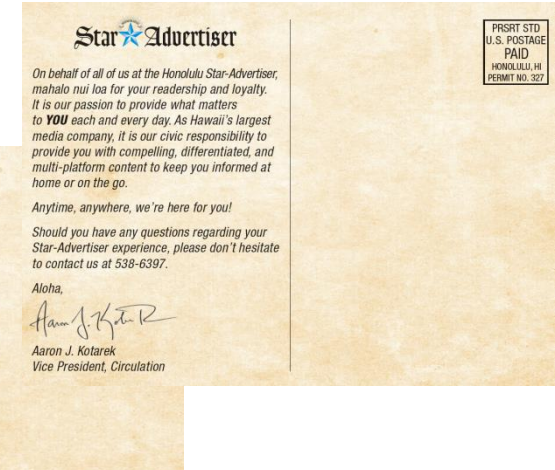 Star Advertiser
On behalf of all of us at the Honolulu Star-Advertiser,
mahalo nui loa for your readership and loyalty.
It is our passion to provide what matters
to YOU each and every day. As Hawaii's largest
media company, it is our civic responsibility to
provide you with compelling, differentiated, and
multi-platform content to keep you informed at
home or on the go.
Anytime, anywhere, we're here for you!
Should you have any questions regarding your
Star-Advertiser experience, please don't hesitate
to contact us at 538-6397.
Aloha,
Aaron J. Kotarek
Vice President, Circulation
PRSRT STD
U.S. POSTAGE
PAID
HONOLULU, HI
PERMIT NO. 327